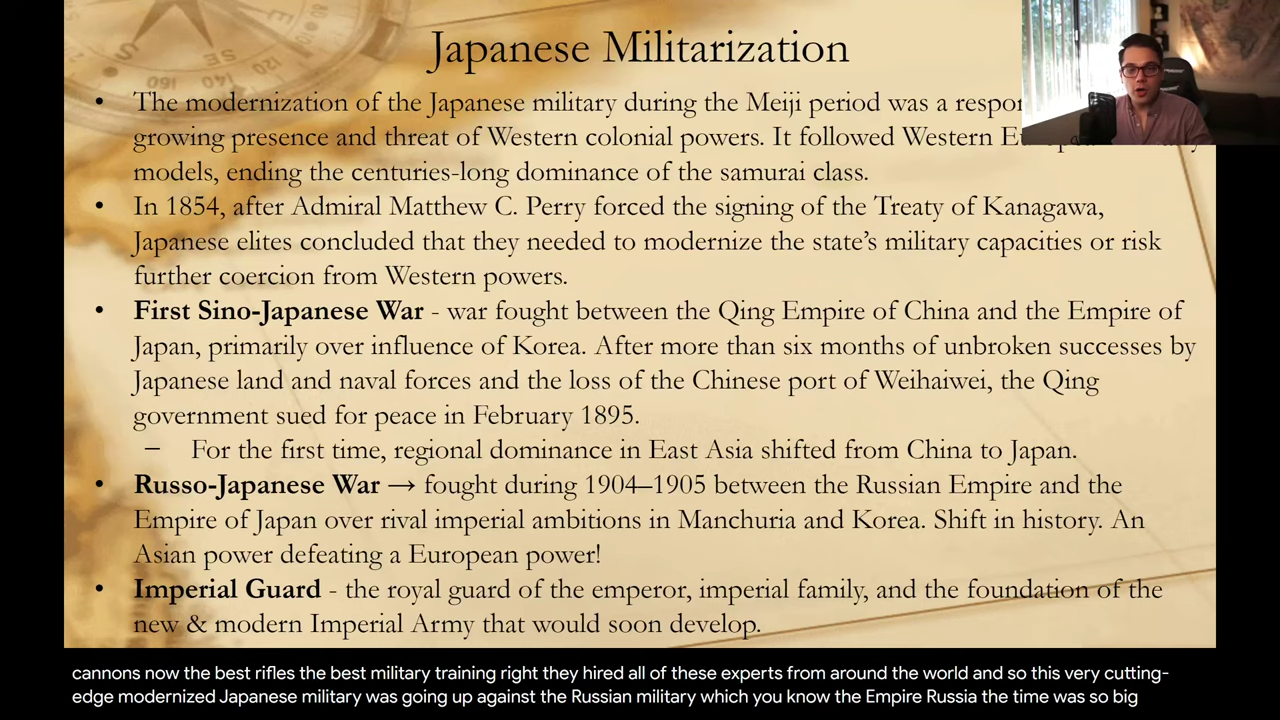 Japanese Militarization
• The modernization of the Japanese military during the Meiji period was a
growing presence and threat of Western colonial powers. It followed Western
models, ending the centuries-long dominance of the samurai class.
• In 1854, after Admiral Matthew C. Perry forced the signing of the Treaty of Kanagawa,
Japanese elites concluded that they needed to modernize the state's military capacities or risk
further coercion from Western powers.
• First Sino-Japanese War - war fought between the Qing Empire of China and the Empire of
Japan, primarily over influence of Korea. After more than six months of unbroken successes by
Japanese land and naval forces and the loss of the Chinese port of Weihaiwei, the Qing
government sued for peace in February 1895.
– For the first time, regional dominance in East Asia shifted from China to Japan.
• Russo-Japanese War → fought during 1904–1905 between the Russian Empire and the
Empire of Japan over rival imperial ambitions in Manchuria and Korea. Shift in history. An
Asian power defeating a European power!
• Imperial Guard - the royal guard of the emperor, imperial family, and the foundation of the
new & modern Imperial Army that would soon develop.
cannons now the best rifles the best military training right they hired all of these experts from around the world and so this very cutting-
edge modernized Japanese military was going up against the Russian military which you know the Empire Russia the time was so big